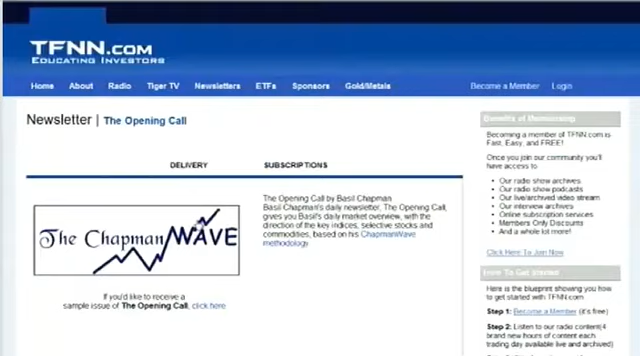 TFNN.COM
EDUCATING INVESTORS
Home About Radio Tiger TV Newsletters ETFs Sponsors Gold/Metals Become a Member Login
Newsletter | The Opening Call
DELIVERY SUBSCRIPTIONS
The Chapman WAVE
If you'd like to receive a
sample issue of The Opening Call, click here
The Opening Call by Basil Chapman
Basil Chapman's daily newsletter, The Opening Call,
gives you Basil's daily market overview, with the
direction of the key indices, selective stocks and
commodities, based on his ChapmanWave
methodology.
Benefits of Membership
Becoming a member of TFNN.com is
Fast, Easy, and FREE!
Once you join our community you'll
have access to
• Our radio show archives
• Our radio show podcasts
• Our live/archived video stream
• Our interview archives
• Online subscription services
• Members Only Discounts
• And a whole lot more!
Click Here To Join Now
How To Get Started
Here is the blueprint showing you how
to get started with TFNN.com
Step 1: Become a Member (it's free)
Step 2: Listen to our radio content(4
brand new hours of content each
trading day available live and archived)